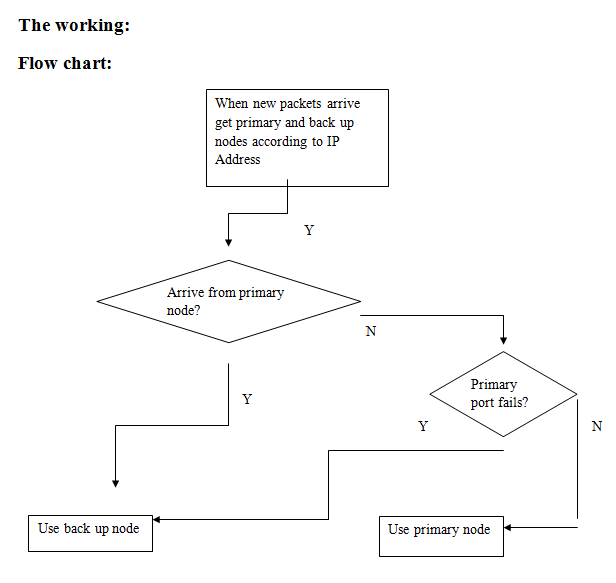 The working:
Flow chart:
When new packets arrive
get primary and back up
nodes according to IP
Address
Y
Arrive from primary
node?
N
Primary
port fails?
Y
Y
N
Use back up node
Use primary node